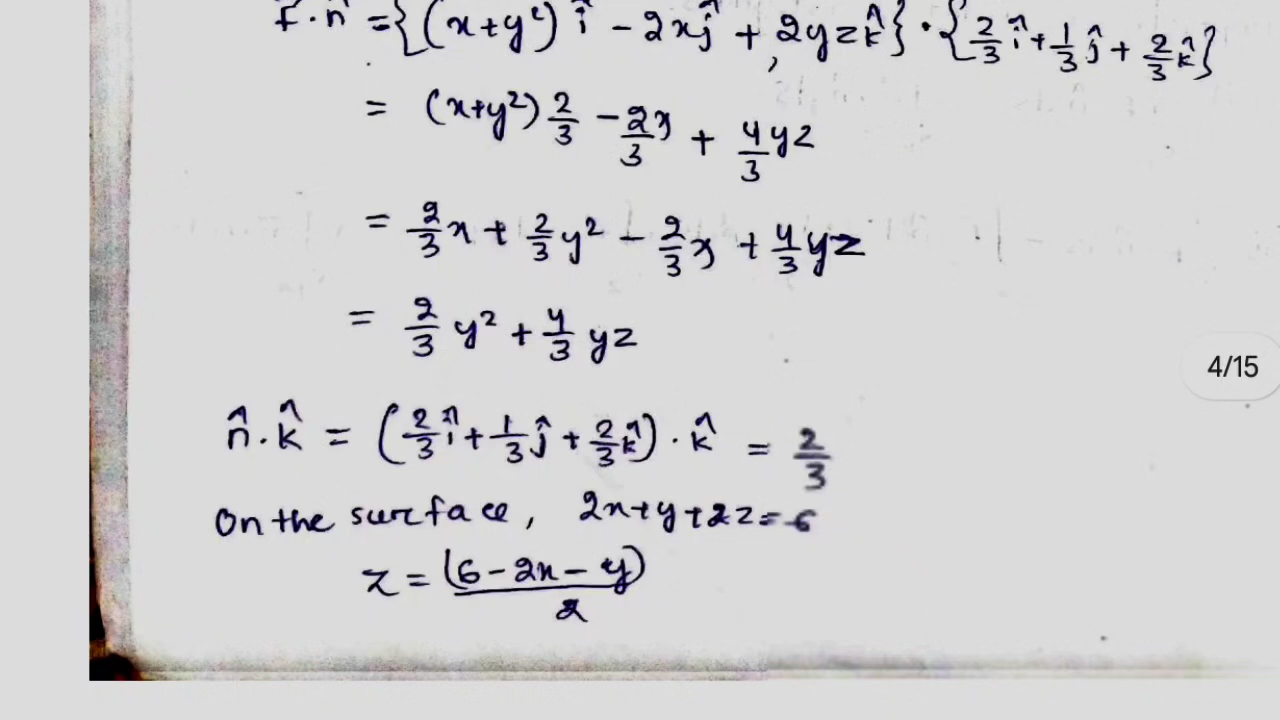 F⃗·n̂ = {(x+y²)î − 2xĵ + 2yzk̂}·{2/3 î + 1/3 ĵ + 2/3 k̂}
= (x+y²) 2/3 − 2x/3 + 4/3 yz
= 2/3 x + 2/3 y² − 2/3 x + 4/3 yz
= 2/3 y² + 4/3 yz
n̂·k̂ = (2/3 î + 1/3 ĵ + 2/3 k̂)·k̂ = 2/3
On the surface, 2x+y+2z=6
z = (6−2x−y)/2
4/15